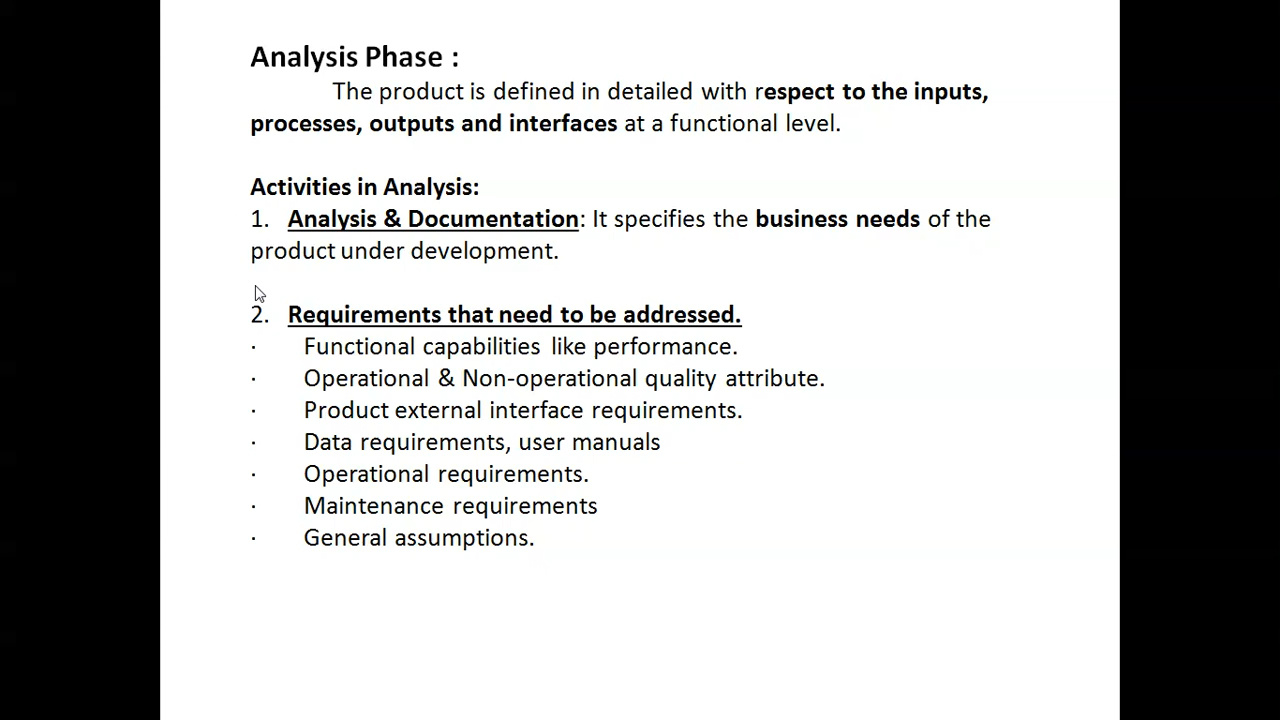 Analysis Phase :
The product is defined in detailed with respect to the inputs,
processes, outputs and interfaces at a functional level.
Activities in Analysis:
1. Analysis & Documentation: It specifies the business needs of the
product under development.
2. Requirements that need to be addressed.
· Functional capabilities like performance.
· Operational & Non-operational quality attribute.
· Product external interface requirements.
· Data requirements, user manuals
· Operational requirements.
· Maintenance requirements
· General assumptions.